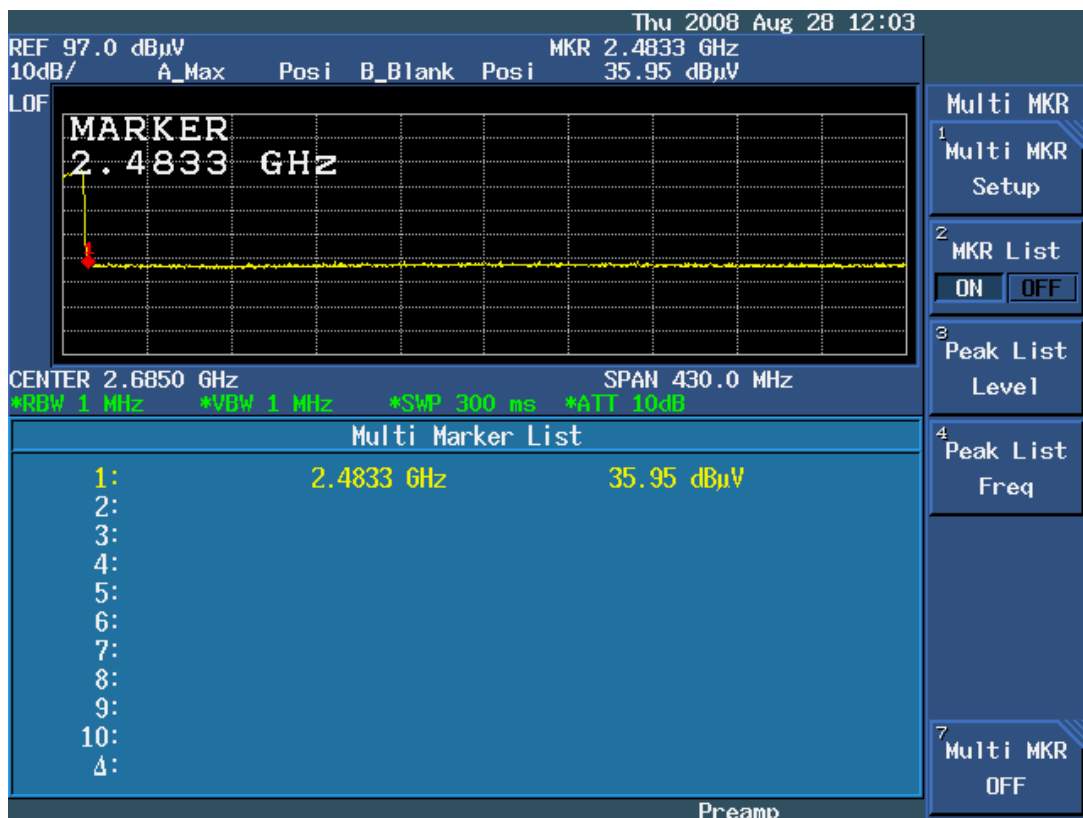 Thu 2008 Aug 28 12:03
REF 97.0 dBµV MKR 2.4833 GHz
10dB/ A_Max Posi B_Blank Posi 35.95 dBµV
LOF
MARKER
2.4833 GHz
1
CENTER 2.6850 GHz SPAN 430.0 MHz
*RBW 1 MHz *VBW 1 MHz *SWP 300 ms *ATT 10dB
Multi Marker List
1: 2.4833 GHz 35.95 dBµV
2:
3:
4:
5:
6:
7:
8:
9:
10:
Δ:
Preamp
Multi MKR
1
Multi MKR
Setup
2
MKR List
ON OFF
3
Peak List
Level
4
Peak List
Freq
7
Multi MKR
OFF